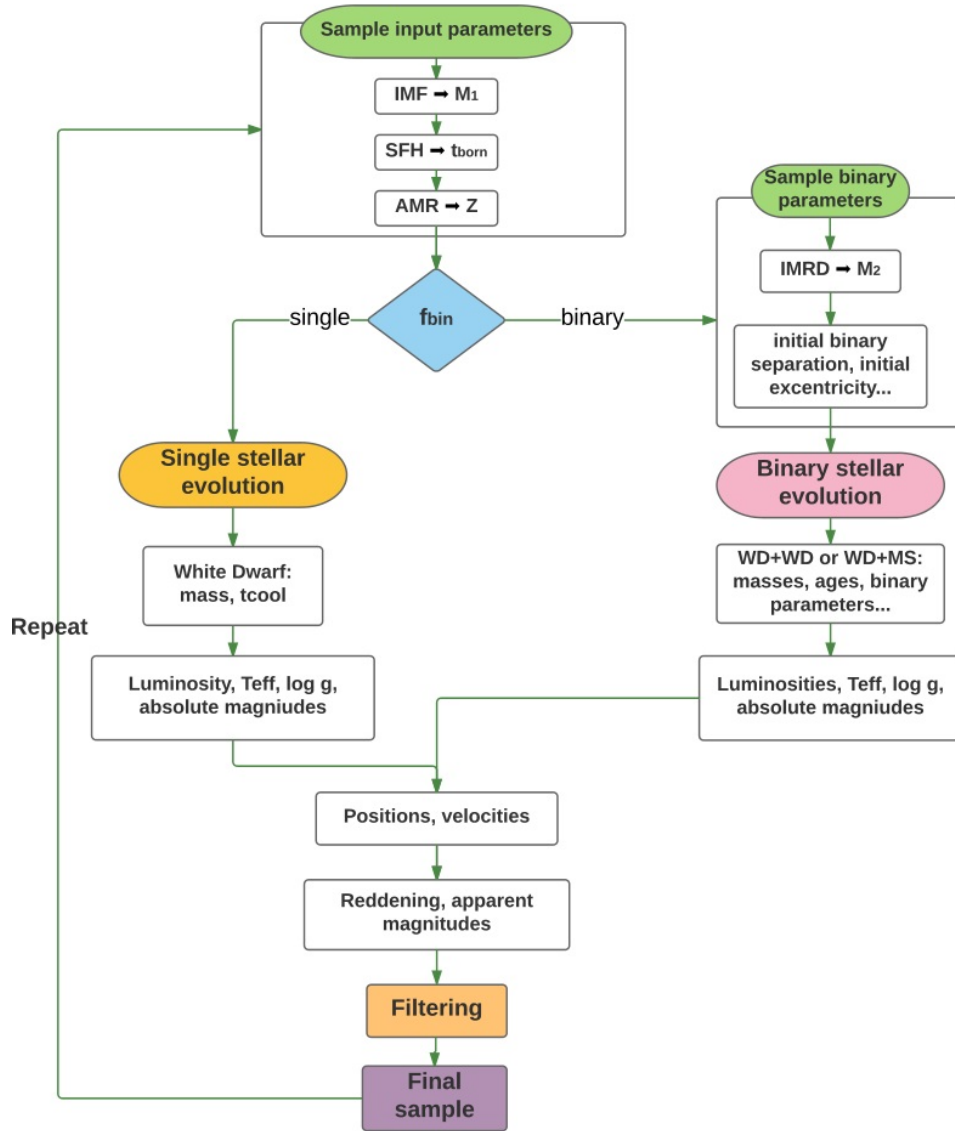 Sample input parameters
IMF ➡ M1
SFH ➡ tborn
AMR ➡ Z
Sample binary
parameters
IMRD ➡ M2
initial binary
separation, initial
excentricity...
single
fbin
binary
Single stellar
evolution
Binary stellar
evolution
White Dwarf:
mass, tcool
WD+WD or WD+MS:
masses, ages, binary
parameters...
Repeat
Luminosity, Teff, log g,
absolute magniudes
Luminosities, Teff, log g,
absolute magniudes
Positions, velocities
Reddening, apparent
magnitudes
Filtering
Final
sample